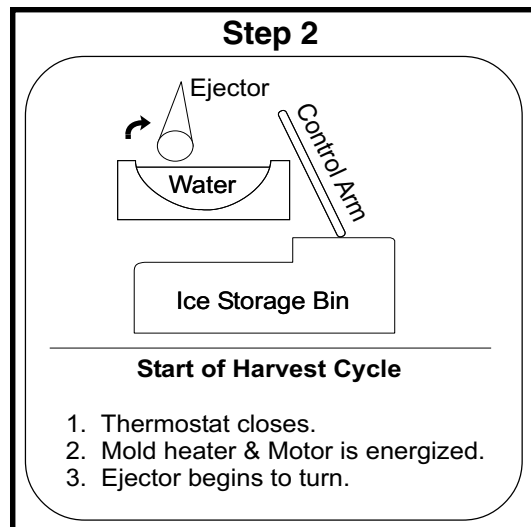 Step 2
Ejector
Control Arm
Water
Ice Storage Bin
Start of Harvest Cycle
1. Thermostat closes.
2. Mold heater & Motor is energized.
3. Ejector begins to turn.